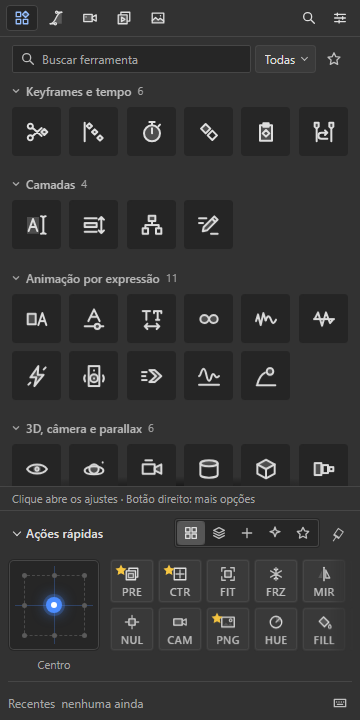 Buscar ferramenta Todas
Keyframes e tempo 6
Camadas 4
Animação por expressão 11
3D, câmera e parallax 6
Clique abre os ajustes · Botão direito: mais opções
Ações rápidas
PRE CTR FIT FRZ MIR
NUL CAM PNG HUE FILL
Centro
Recentes nenhuma ainda